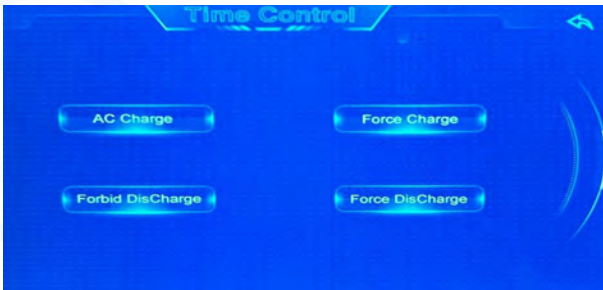 Time Control
AC Charge
Force Charge
Forbid DisCharge
Force DisCharge